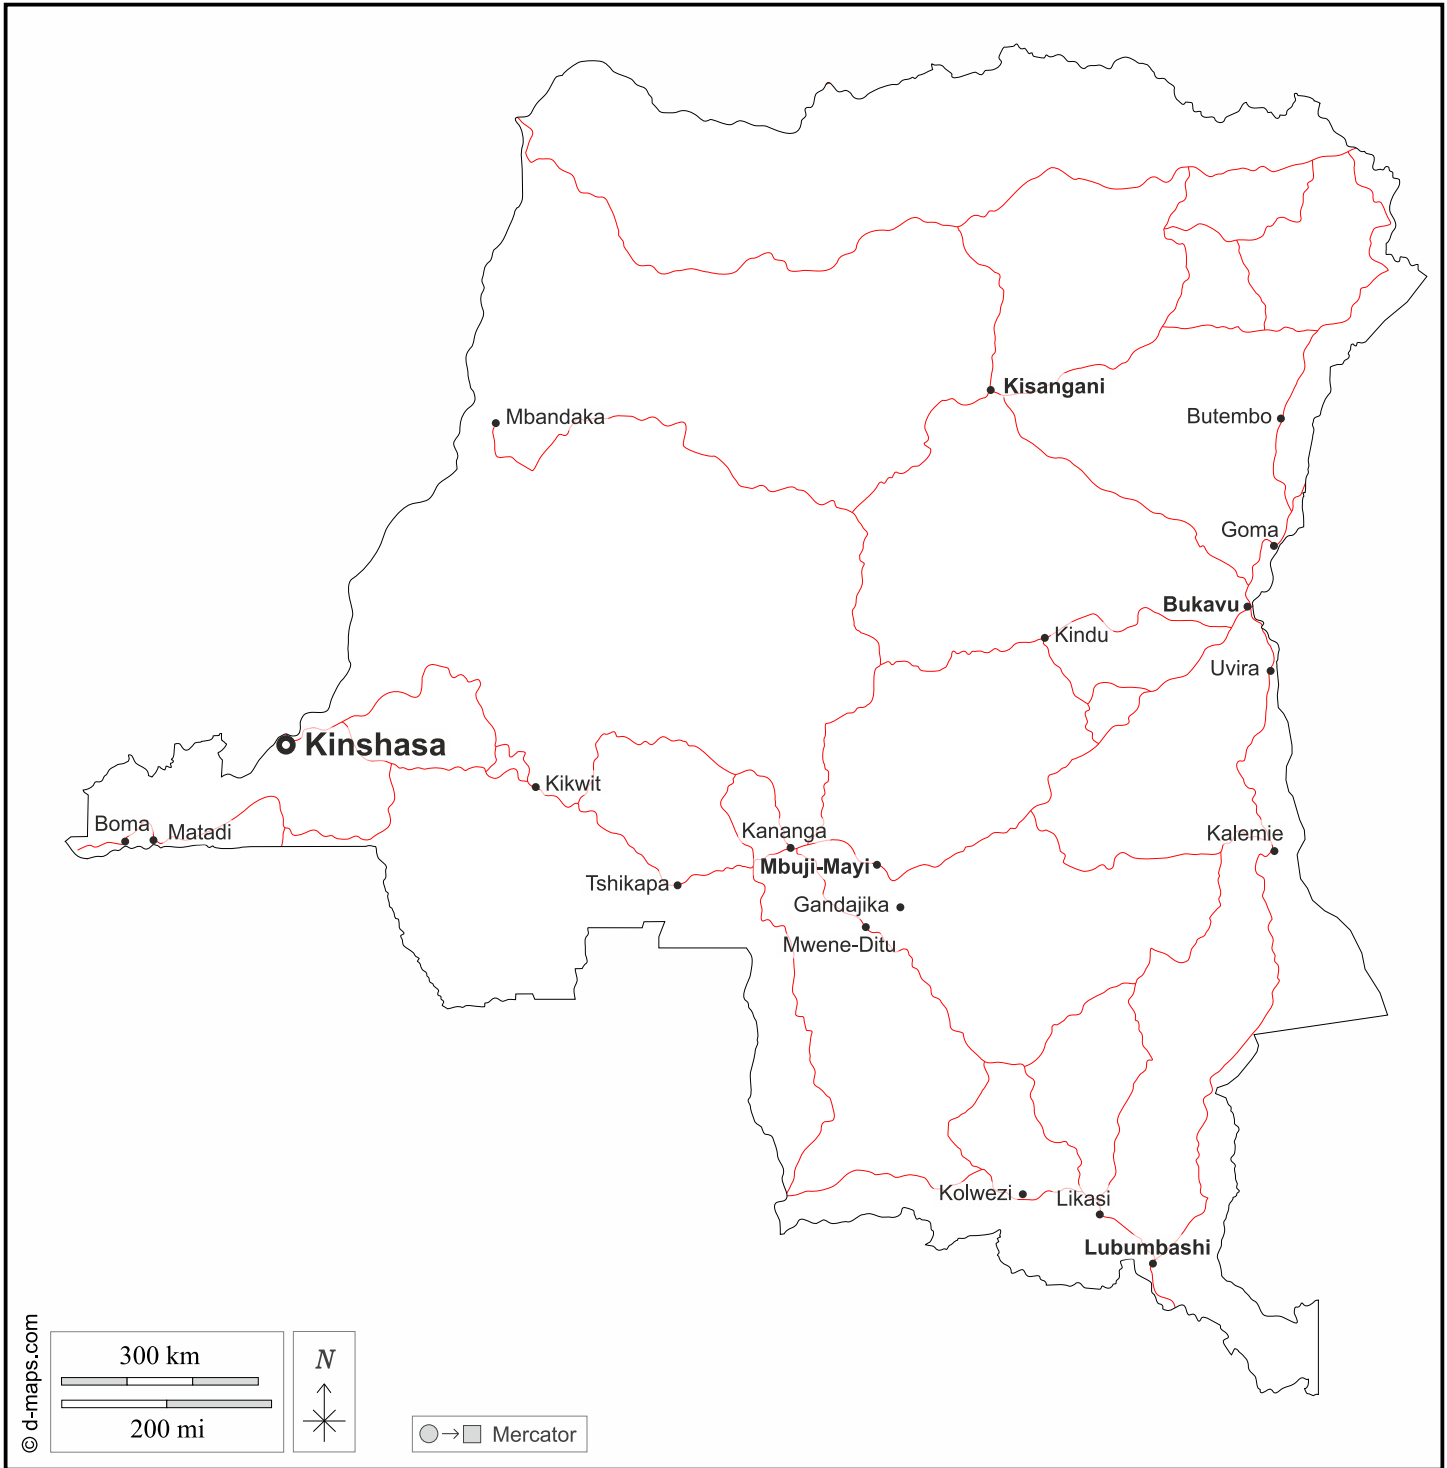 Kisangani
Mbandaka
Butembo
Goma
Bukavu
Kindu
Uvira
Kinshasa
Kikwit
Boma
Matadi
Kananga
Kalemie
Mbuji-Mayi
Tshikapa
Gandajika
Mwene-Ditu
Kolwezi
Likasi
Lubumbashi
© d-maps.com
300 km
200 mi
N
Mercator